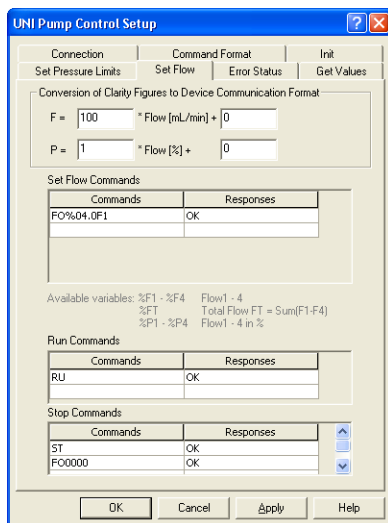 UNI Pump Control Setup
Connection Command Format Init
Set Pressure Limits Set Flow Error Status Get Values
Conversion of Clarity Figures to Device Communication Format
F = 100 * Flow [mL/min] + 0
P = 1 * Flow [%] + 0
Set Flow Commands
Commands Responses
FO%04.0F1 OK
Available variables: %F1 - %F4 Flow1 - 4
%FT Total Flow FT = Sum(F1-F4)
%P1 - %P4 Flow1 - 4 in %
Run Commands
Commands Responses
RU OK
Stop Commands
Commands Responses
ST OK
FO0000 OK
OK Cancel Apply Help